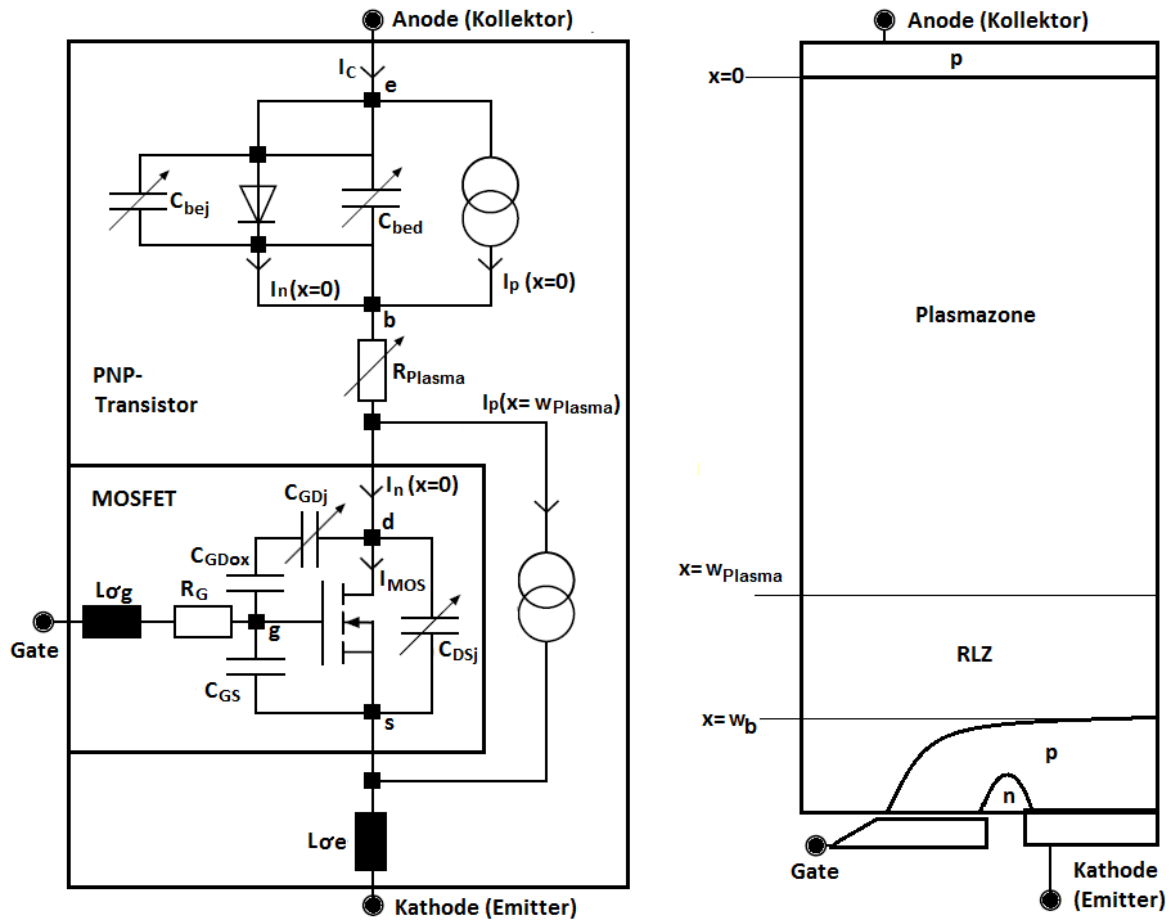 Anode (Kollektor)
I_C
e
C_bej
C_bed
I_n(x=0)
I_p (x=0)
b
R_Plasma
PNP-
Transistor
I_p(x= w_Plasma)
MOSFET
I_n (x=0)
C_GDj
d
C_GDox
I_MOS
Lσg
R_G
g
C_DSj
Gate
C_GS
s
Lσe
Kathode (Emitter)
Anode (Kollektor)
p
x=0
Plasmazone
x= w_Plasma
RLZ
x= w_b
p
n
Gate
Kathode
(Emitter)